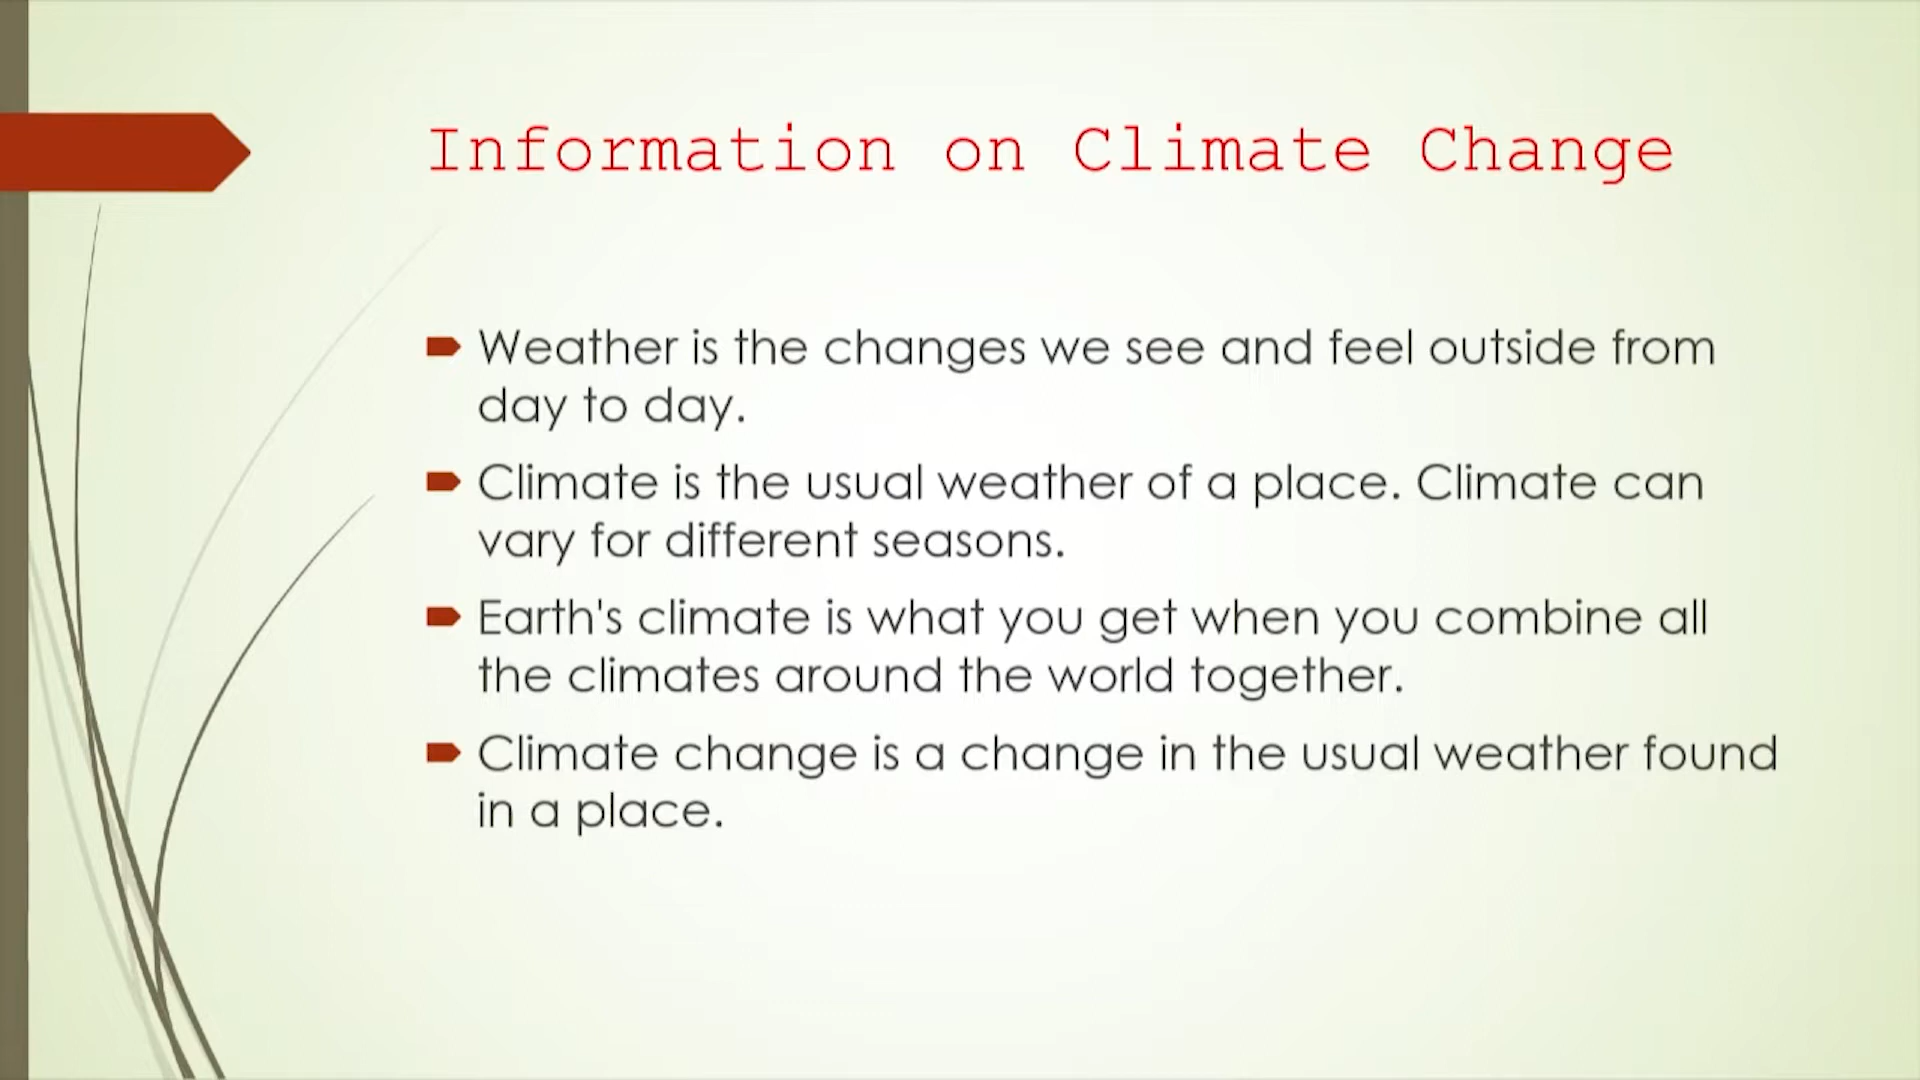 Information on Climate Change
Weather is the changes we see and feel outside from
day to day.
Climate is the usual weather of a place. Climate can
vary for different seasons.
Earth's climate is what you get when you combine all
the climates around the world together.
Climate change is a change in the usual weather found
in a place.